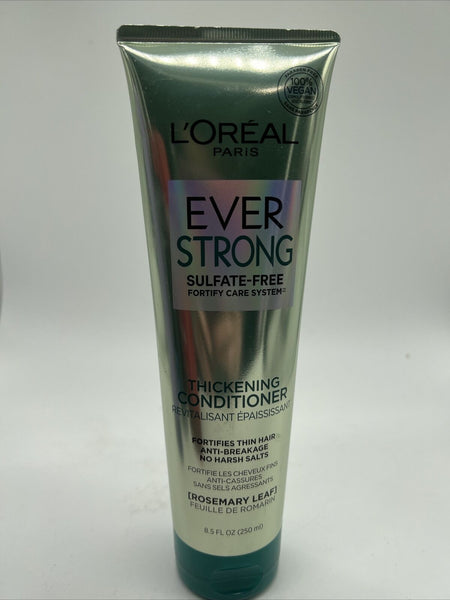 PARABEN FREE
100%
VEGAN
L'ORÉAL
PARIS
EVER
STRONG
SULFATE-FREE
FORTIFY CARE SYSTEM
THICKENING
CONDITIONER
REVITALISANT ÉPAISSISSANT
FORTIFIES THIN HAIR
ANTI-BREAKAGE
NO HARSH SALTS
FORTIFIE LES CHEVEUX FINS
ANTI-CASSURES
SANS SELS AGRESSANTS
[ROSEMARY LEAF]
FEUILLE DE ROMARIN
8.5 FL OZ (250 ml)